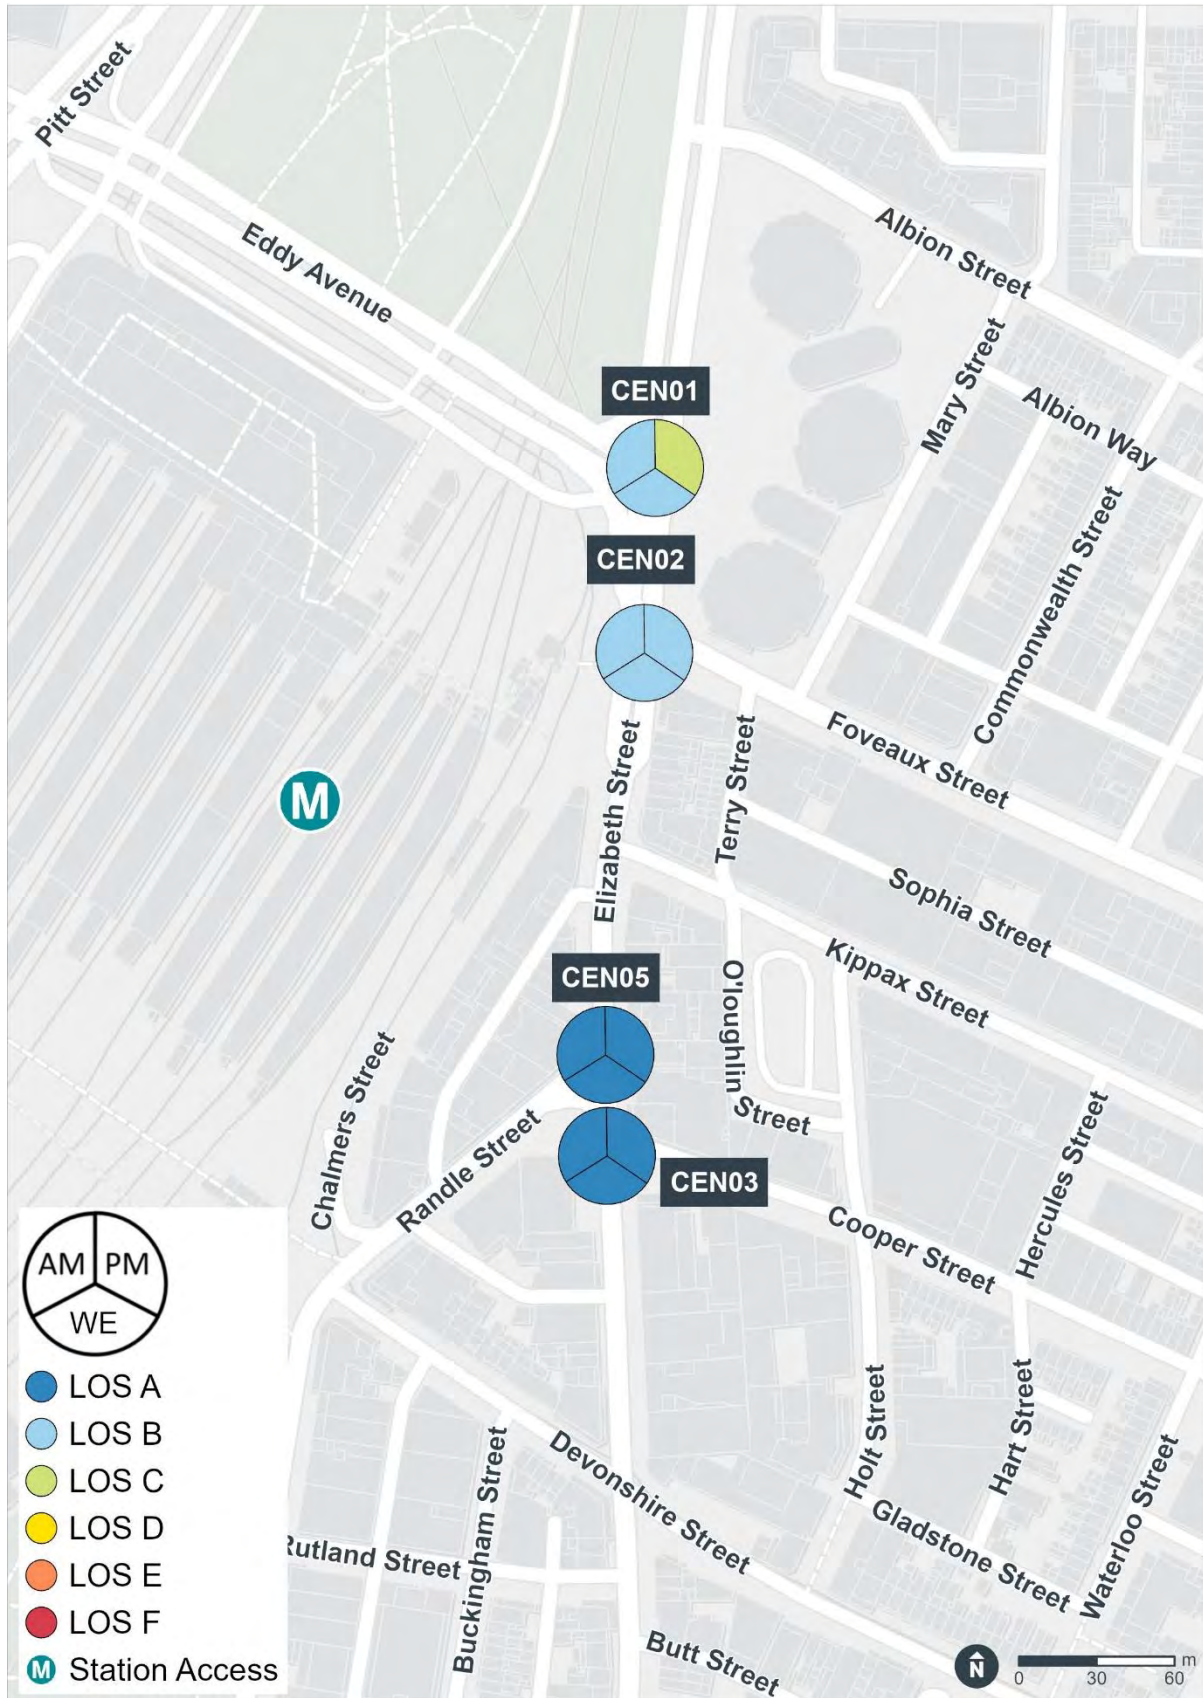 Pitt Street
Eddy Avenue
Albion Street
Mary Street
Albion Way
CEN01
CEN02
Commonwealth Street
Foveaux Street
Elizabeth Street
Terry Street
M
Sophia Street
Kippax Street
CEN05
O'loughlin
Street
Chalmers Street
Randle Street
CEN03
Hercules Street
Cooper Street
Holt Street
Hart Street
Devonshire Street
Gladstone Street
Waterloo Street
Buckingham Street
Rutland Street
Butt Street
AM PM
WE
LOS A
LOS B
LOS C
LOS D
LOS E
LOS F
M Station Access
N
m
0 30 60